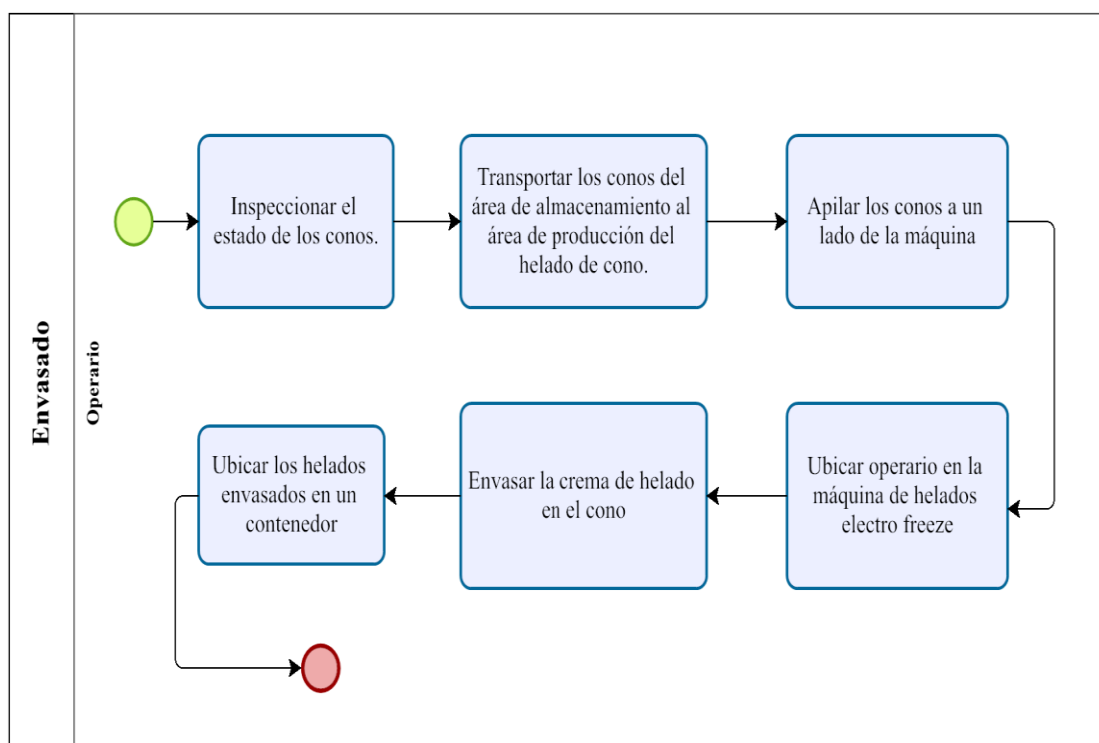 Envasado
Operario
Inspeccionar el
estado de los conos.
Transportar los conos del
área de almacenamiento al
área de producción del
helado de cono.
Apilar los conos a un
lado de la máquina
Ubicar operario en la
máquina de helados
electro freeze
Envasar la crema de helado
en el cono
Ubicar los helados
envasados en un
contenedor